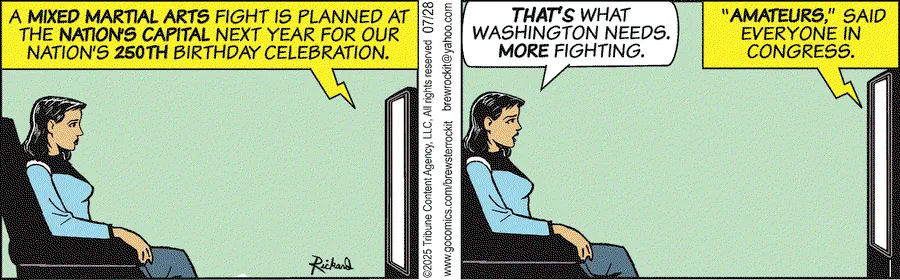 A MIXED MARTIAL ARTS FIGHT IS PLANNED AT
THE NATION'S CAPITAL NEXT YEAR FOR OUR
NATION'S 250TH BIRTHDAY CELEBRATION.
Rickard
©2025 Tribune Content Agency, LLC, All rights reserved 07/28
www.gocomics.com/brewsterrockit brewrockit@yahoo.com
THAT'S WHAT
WASHINGTON NEEDS.
MORE FIGHTING.
"AMATEURS," SAID
EVERYONE IN
CONGRESS.